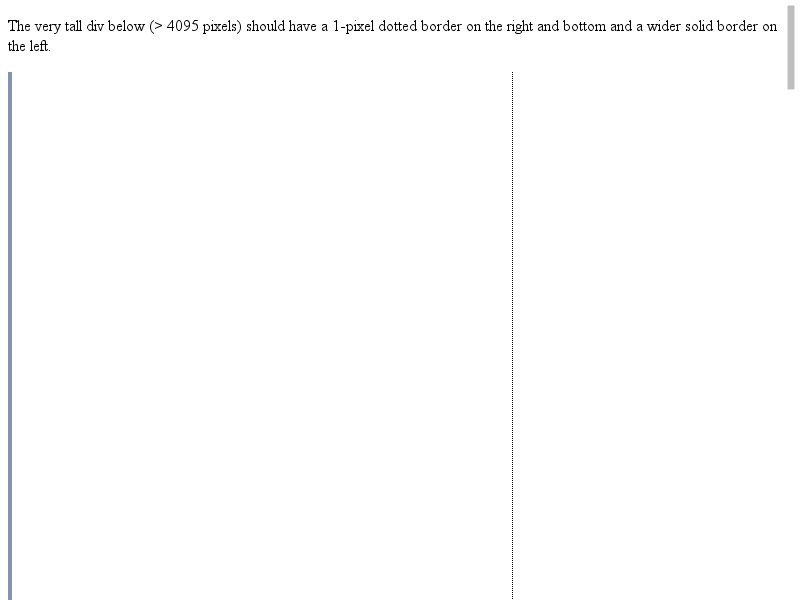 The very tall div below (> 4095 pixels) should have a 1-pixel dotted border on the right and bottom and a wider solid border on
the left.